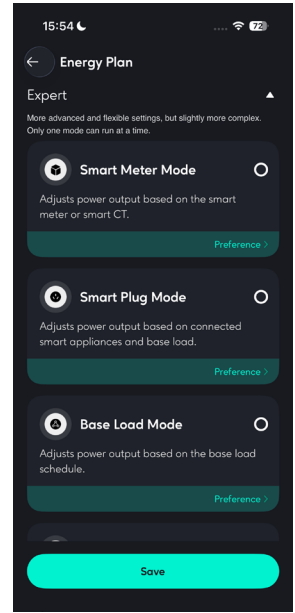 15:54
72
Energy Plan
Expert
More advanced and flexible settings, but slightly more complex.
Only one mode can run at a time.
Smart Meter Mode
Adjusts power output based on the smart
meter or smart CT.
Preference >
Smart Plug Mode
Adjusts power output based on connected
smart appliances and base load.
Preference >
Base Load Mode
Adjusts power output based on the base load
schedule.
Preference >
Save